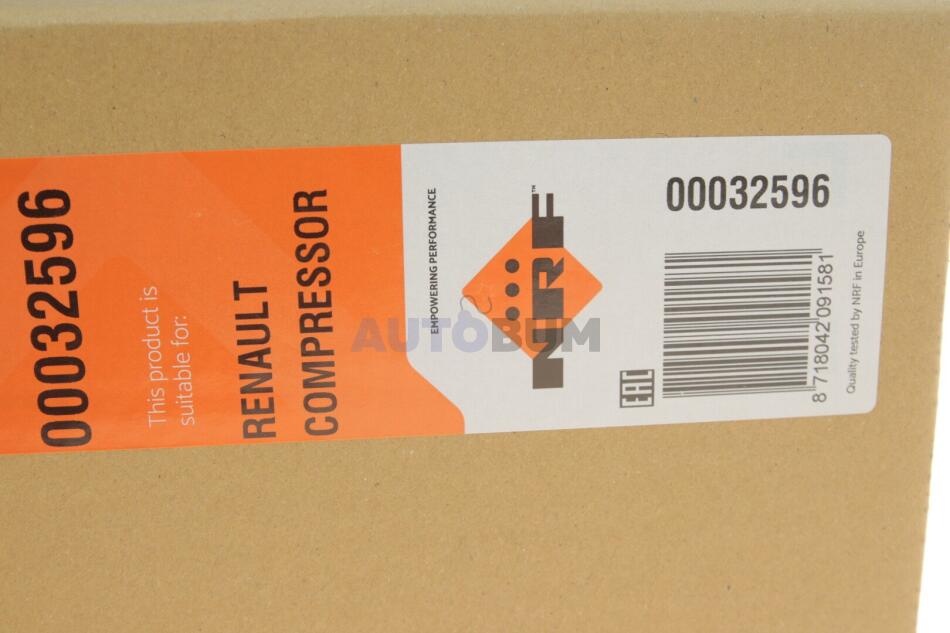 00032596
This product is
suitable for:
RENAULT
COMPRESSOR
EMPOWERING PERFORMANCE
NRF™
EAC
00032596
8 718042 091581
Quality tested by NRF in Europe
AUTOBUM